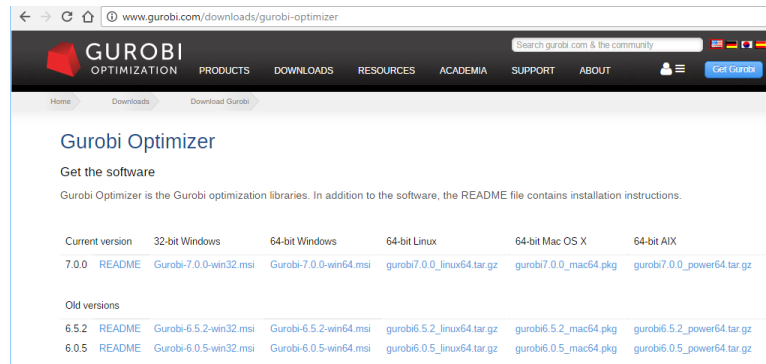 www.gurobi.com/downloads/gurobi-optimizer
GUROBI
OPTIMIZATION
Search gurobi.com & the community
PRODUCTS DOWNLOADS RESOURCES ACADEMIA SUPPORT ABOUT Get Gurobi
Home Downloads Download Gurobi
Gurobi Optimizer
Get the software
Gurobi Optimizer is the Gurobi optimization libraries. In addition to the software, the README file contains installation instructions.
Current version 32-bit Windows 64-bit Windows 64-bit Linux 64-bit Mac OS X 64-bit AIX
7.0.0 README Gurobi-7.0.0-win32.msi Gurobi-7.0.0-win64.msi gurobi7.0.0_linux64.tar.gz gurobi7.0.0_mac64.pkg gurobi7.0.0_power64.tar.gz
Old versions
6.5.2 README Gurobi-6.5.2-win32.msi Gurobi-6.5.2-win64.msi gurobi6.5.2_linux64.tar.gz gurobi6.5.2_mac64.pkg gurobi6.5.2_power64.tar.gz
6.0.5 README Gurobi-6.0.5-win32.msi Gurobi-6.0.5-win64.msi gurobi6.0.5_linux64.tar.gz gurobi6.0.5_mac64.pkg gurobi6.0.5_power64.tar.gz